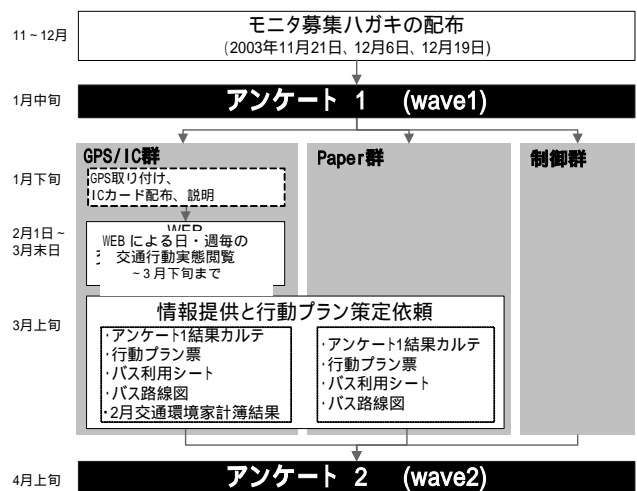 11~12月
モニタ募集ハガキの配布
(2003年11月21日、12月6日、12月19日)
1月中旬
アンケート 1 (wave1)
GPS/IC群
Paper群
制御群
1月下旬
GPS取り付け、
ICカード配布、説明
2月1日~
3月末日
WEBによる日・週毎の
交通行動実態閲覧
~3月下旬まで
3月上旬
情報提供と行動プラン策定依頼
・アンケート1結果カルテ
・行動プラン票
・バス利用シート
・バス路線図
・2月交通環境家計簿結果
・アンケート1結果カルテ
・行動プラン票
・バス利用シート
・バス路線図
4月上旬
アンケート 2 (wave2)